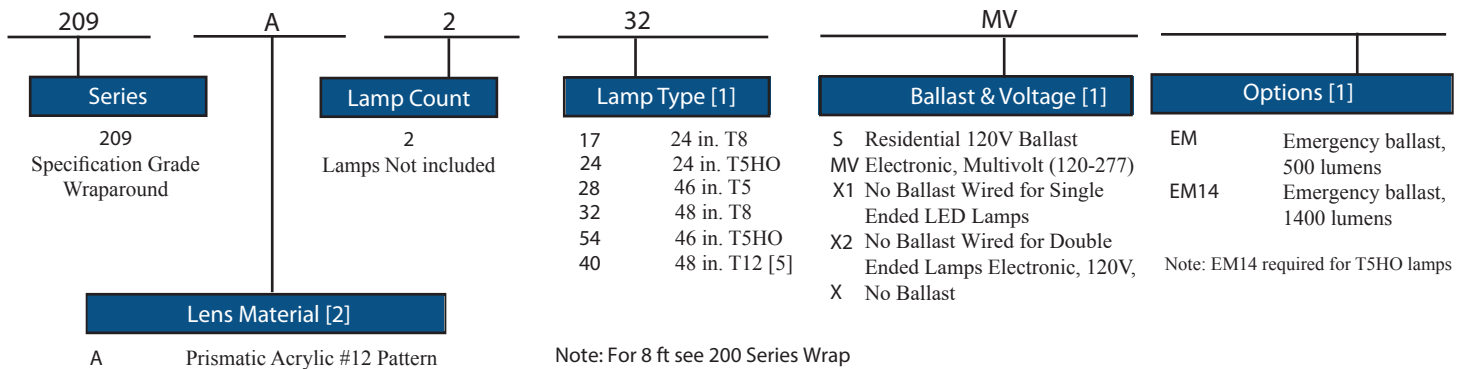 209 A 2 32 MV
Series
209
Specification Grade
Wraparound
Lens Material [2]
A Prismatic Acrylic #12 Pattern
Lamp Count
2
Lamps Not included
Lamp Type [1]
17 24 in. T8
24 24 in. T5HO
28 46 in. T5
32 48 in. T8
54 46 in. T5HO
40 48 in. T12 [5]
Ballast & Voltage [1]
S Residential 120V Ballast
MV Electronic, Multivolt (120-277)
X1 No Ballast Wired for Single
Ended LED Lamps
X2 No Ballast Wired for Double
Ended Lamps Electronic, 120V,
X No Ballast
Options [1]
EM Emergency ballast,
500 lumens
EM14 Emergency ballast,
1400 lumens
Note: EM14 required for T5HO lamps
Note: For 8 ft see 200 Series Wrap